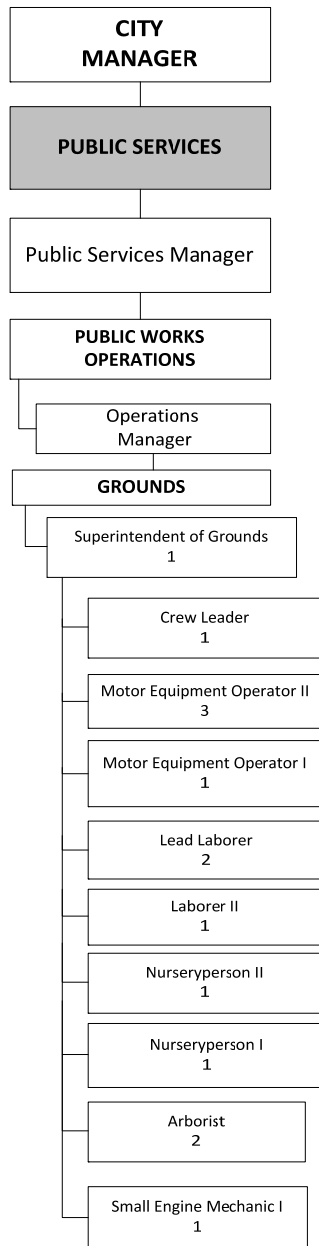 CITY
MANAGER
PUBLIC SERVICES
Public Services Manager
PUBLIC WORKS
OPERATIONS
Operations
Manager
GROUNDS
Superintendent of Grounds
1
Crew Leader
1
Motor Equipment Operator II
3
Motor Equipment Operator I
1
Lead Laborer
2
Laborer II
1
Nurseryperson II
1
Nurseryperson I
1
Arborist
2
Small Engine Mechanic I
1